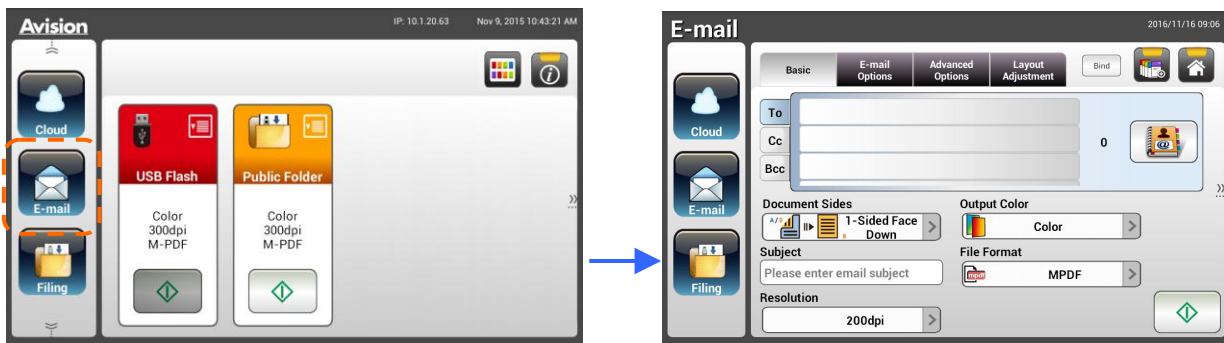 Avision
IP: 10.1.20.63
Nov 9, 2015 10:43:21 AM
Cloud
E-mail
Filing
USB Flash
Color
300dpi
M-PDF
Public Folder
Color
300dpi
M-PDF
E-mail
2016/11/16 09:06
Cloud
E-mail
Filing
Basic
E-mail
Options
Advanced
Options
Layout
Adjustment
Bind
To
Cc
Bcc
0
Document Sides
1-Sided Face
Down
Output Color
Color
Subject
Please enter email subject
File Format
MPDF
Resolution
200dpi